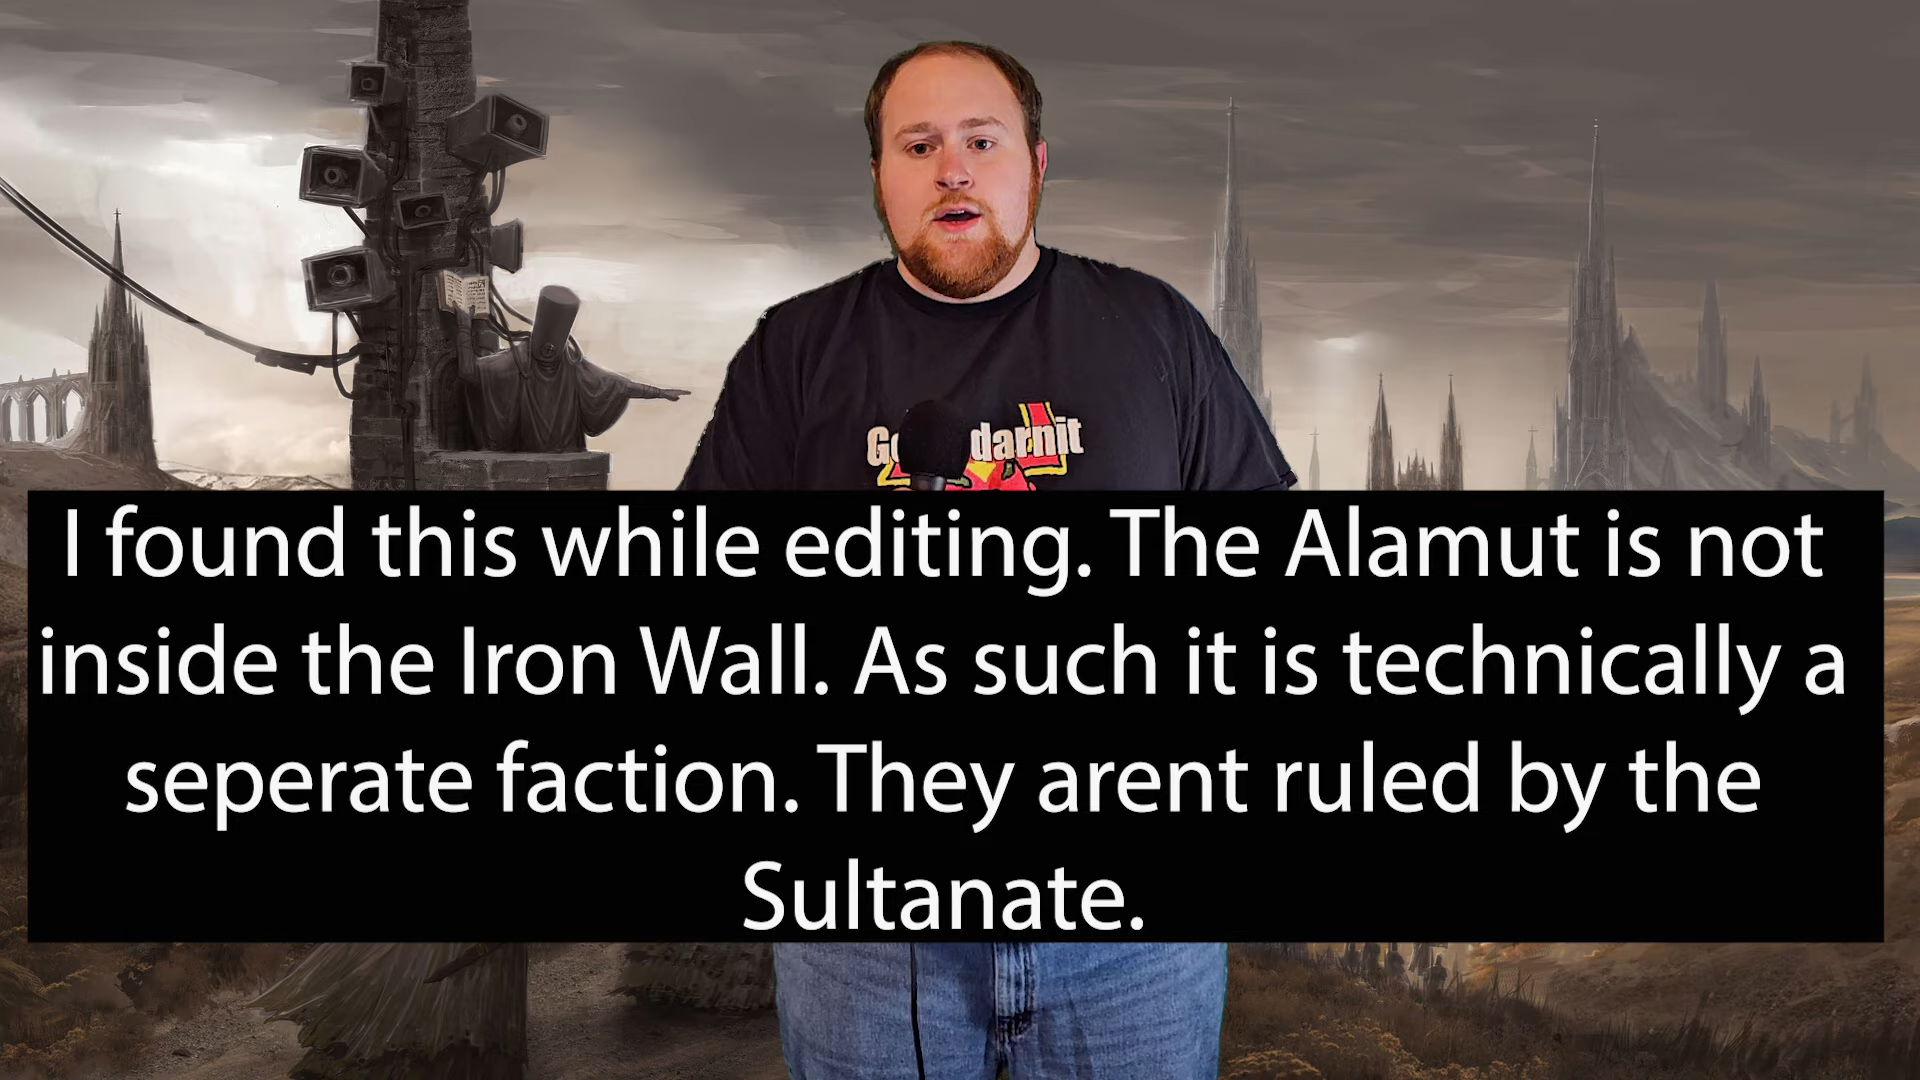 darnit
I found this while editing. The Alamut is not
inside the Iron Wall. As such it is technically a
seperate faction. They arent ruled by the
Sultanate.